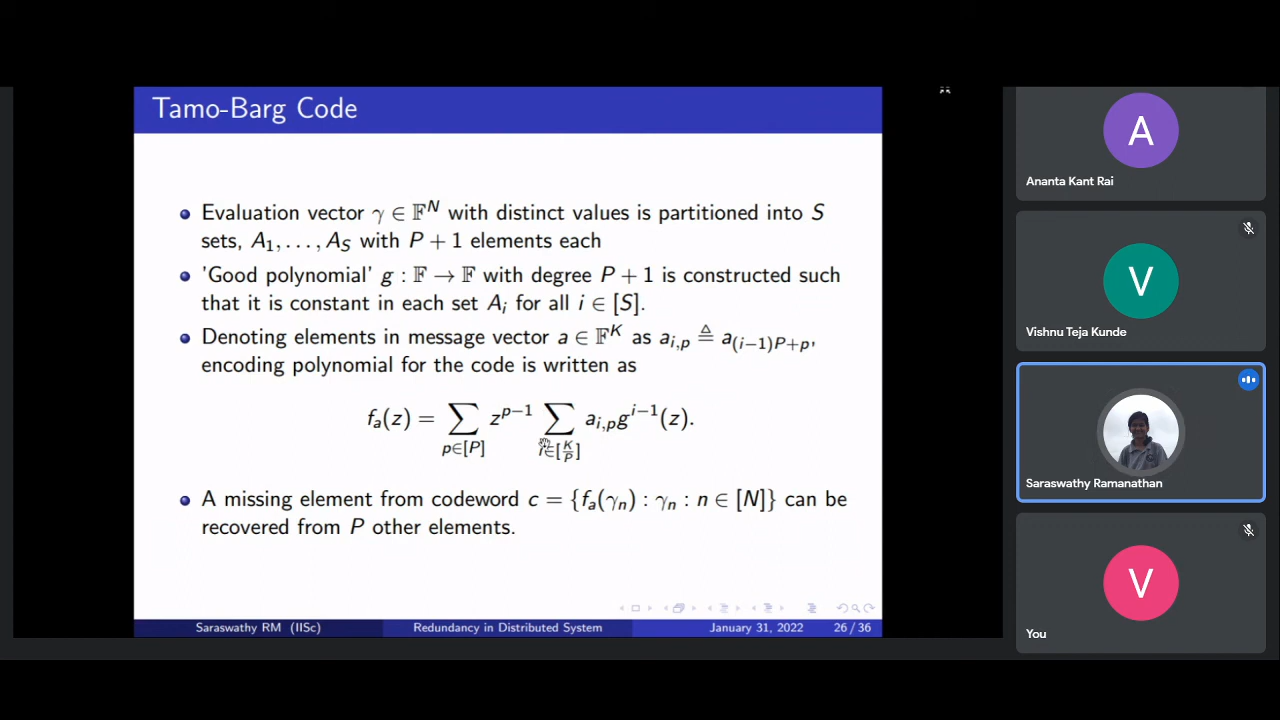 Tamo-Barg Code
Evaluation vector γ ∈ 𝔽^N with distinct values is partitioned into S
sets, A_1, . . . , A_S with P + 1 elements each
'Good polynomial' g : 𝔽 → 𝔽 with degree P + 1 is constructed such
that it is constant in each set A_i for all i ∈ [S].
Denoting elements in message vector a ∈ 𝔽^K as a_{i,p} ≜ a_{(i−1)P+p},
encoding polynomial for the code is written as
f_a(z) = ∑_{p∈[P]} z^{p−1} ∑_{i∈[K/P]} a_{i,p} g^{i−1}(z).
A missing element from codeword c = {f_a(γ_n) : γ_n : n ∈ [N]} can be
recovered from P other elements.
Saraswathy RM (IISc) Redundancy in Distributed System January 31, 2022 26 / 36
A
Ananta Kant Rai
V
Vishnu Teja Kunde
Saraswathy Ramanathan
V
You